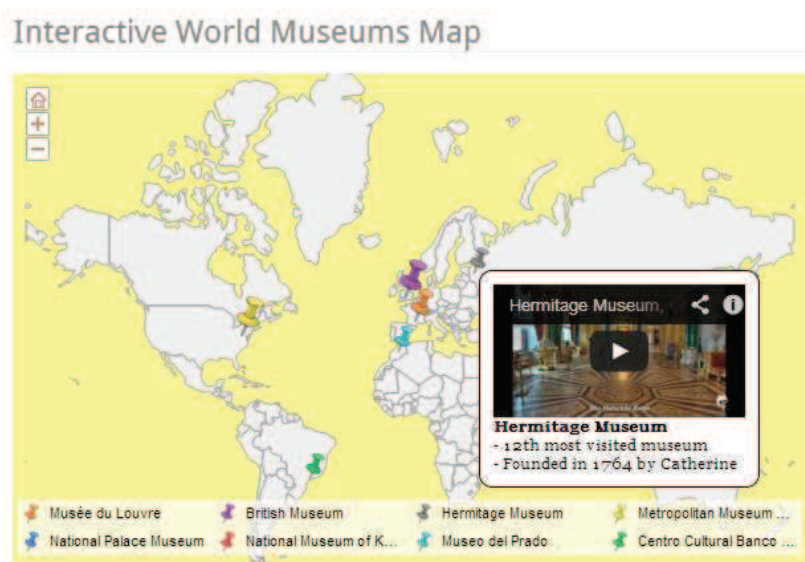 Interactive World Museums Map
Hermitage Museum,
Hermitage Museum
- 12th most visited museum
- Founded in 1764 by Catherine
Musée du Louvre
British Museum
Hermitage Museum
Metropolitan Museum ...
National Palace Museum
National Museum of K...
Museo del Prado
Centro Cultural Banco ...